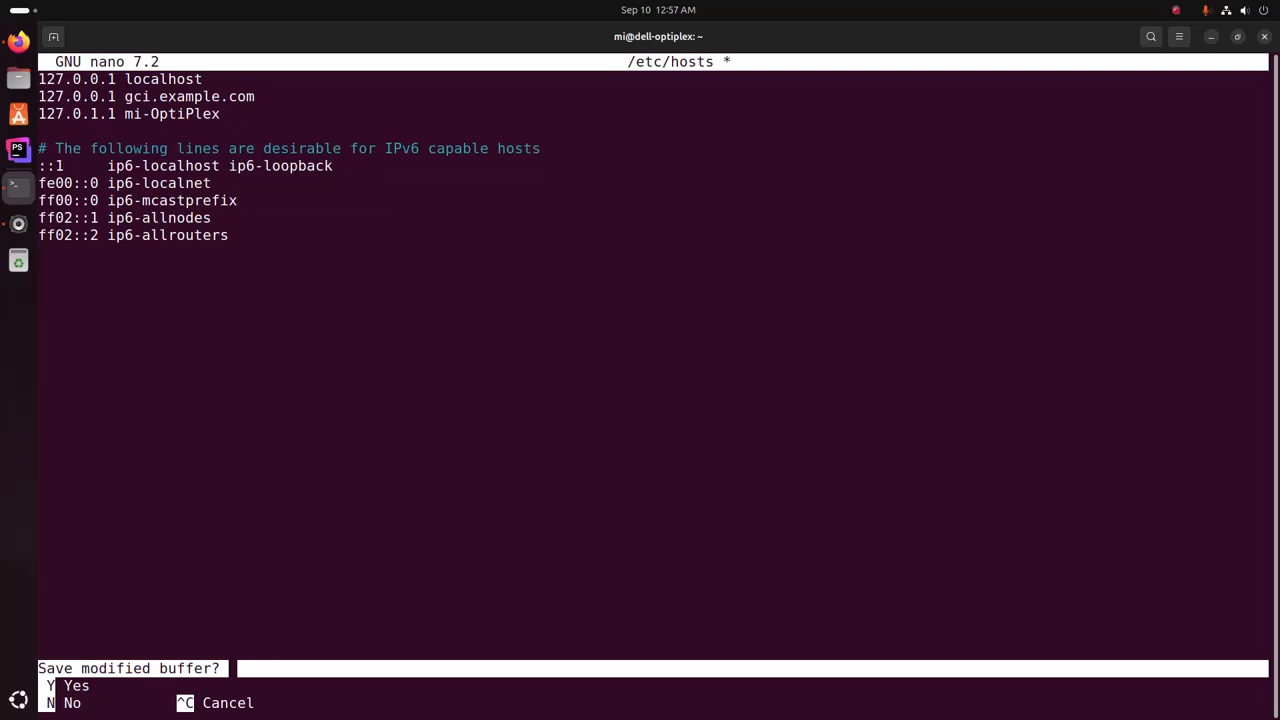 Sep 10 12:57 AM
mi@dell-optiplex: ~
GNU nano 7.2 /etc/hosts *
127.0.0.1 localhost
127.0.0.1 gci.example.com
127.0.1.1 mi-OptiPlex
# The following lines are desirable for IPv6 capable hosts
::1 ip6-localhost ip6-loopback
fe00::0 ip6-localnet
ff00::0 ip6-mcastprefix
ff02::1 ip6-allnodes
ff02::2 ip6-allrouters
PS
>_
Save modified buffer?
Y Yes
N No ^C Cancel